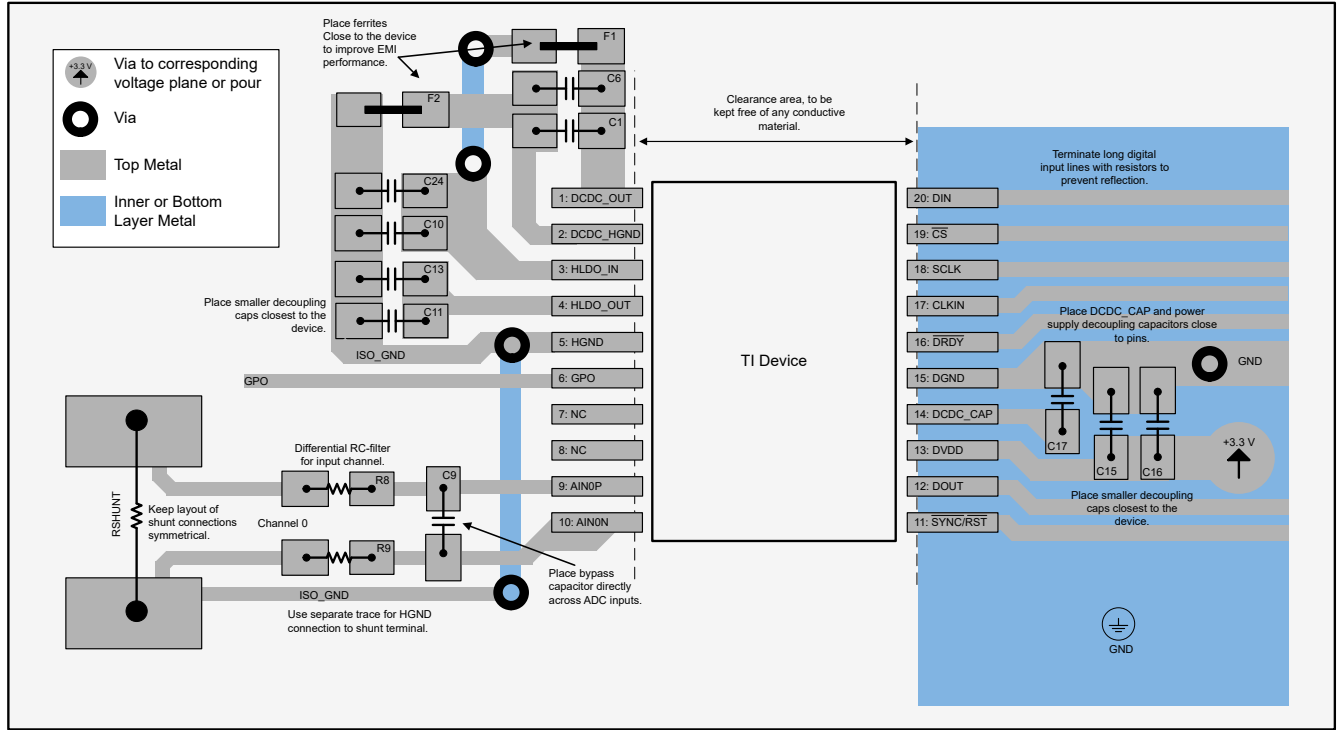 Place ferrites
Close to the device
to improve EMI
performance.
F1
C6
F2
C1
+3.3 V
Via to corresponding
voltage plane or pour
Via
Top Metal
Inner or Bottom
Layer Metal
Clearance area, to be
kept free of any conductive
material.
Terminate long digital
input lines with resistors to
prevent reflection.
C24
C10
C13
C11
Place smaller decoupling
caps closest to the
device.
ISO_GND
GPO
1: DCDC_OUT
2: DCDC_HGND
3: HLDO_IN
4: HLDO_OUT
5: HGND
6: GPO
7: NC
8: NC
9: AIN0P
10: AIN0N
TI Device
20: DIN
19: CS
18: SCLK
17: CLKIN
16: DRDY
15: DGND
14: DCDC_CAP
13: DVDD
12: DOUT
11: SYNC/RST
Place DCDC_CAP and power
supply decoupling capacitors close
to pins.
GND
C17
C15
C16
+3.3 V
Place smaller decoupling
caps closest to the
device.
GND
Differential RC-filter
for input channel.
R8
C9
RSHUNT
Keep layout of
shunt connections
symmetrical.
Channel 0
R9
Place bypass
capacitor directly
across ADC inputs.
ISO_GND
Use separate trace for HGND
connection to shunt terminal.